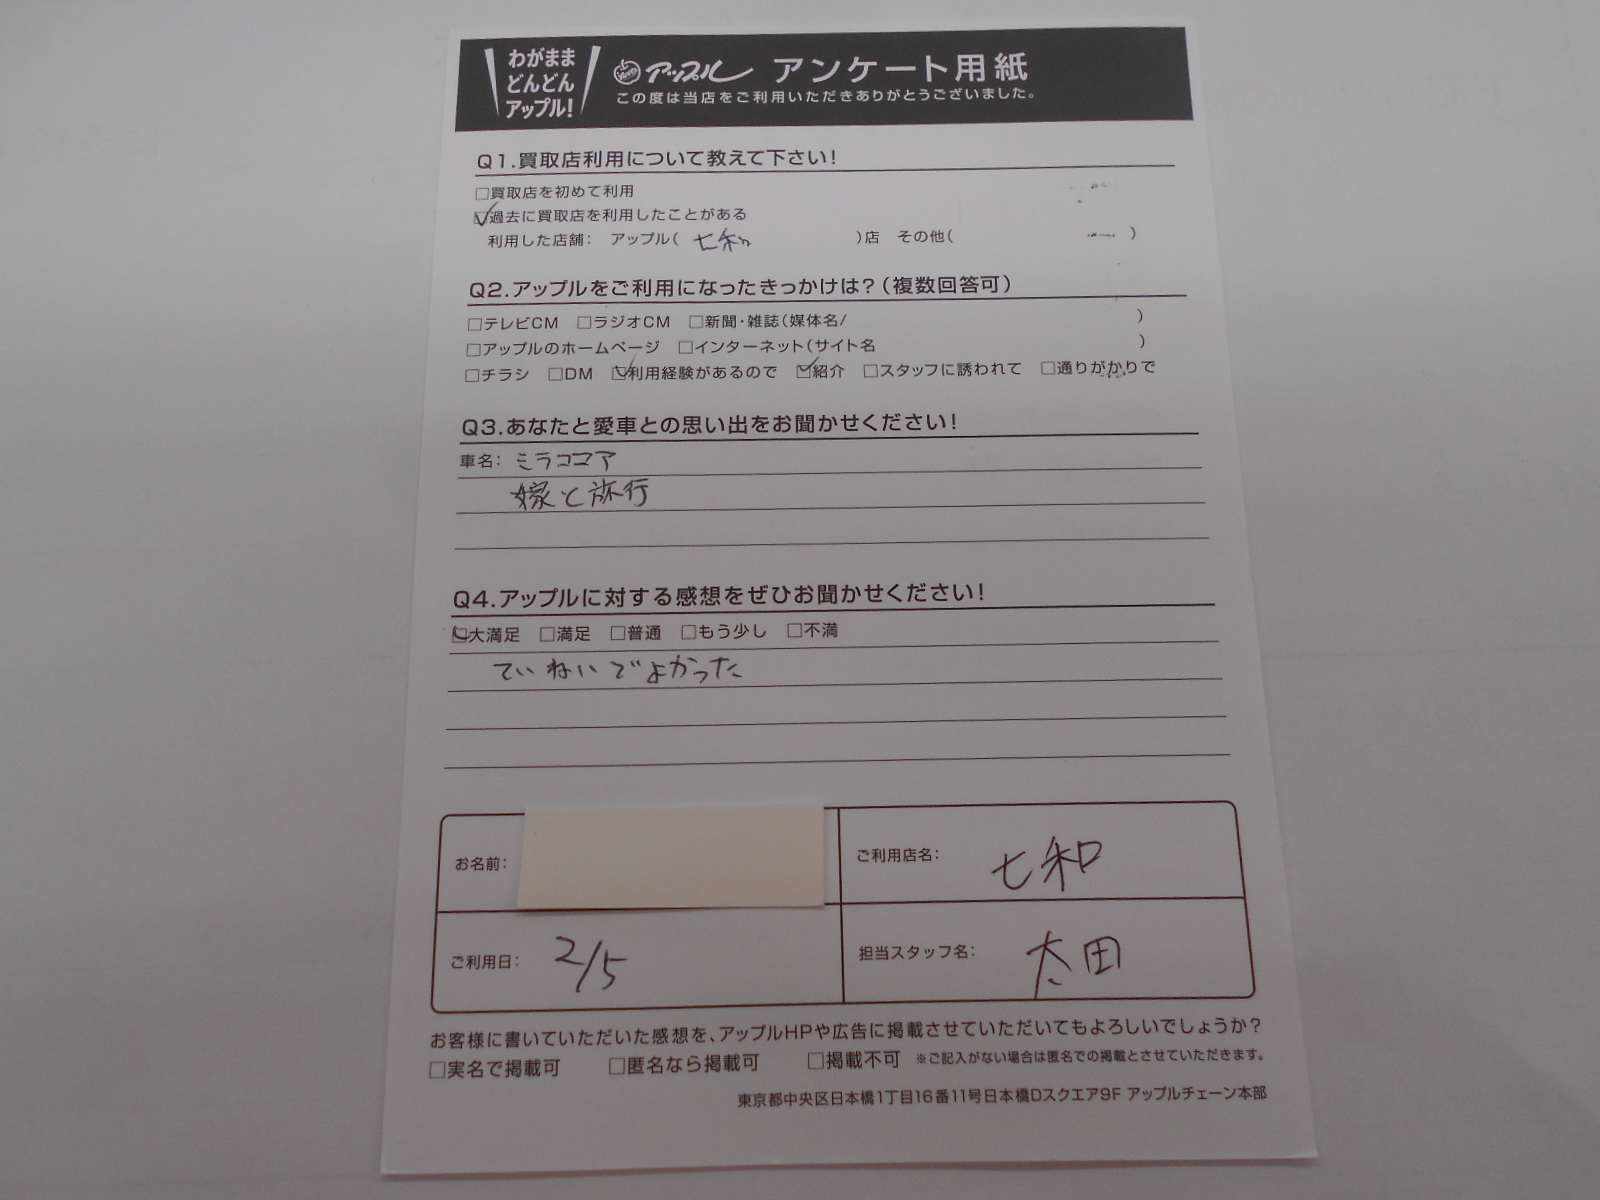 わがまま
どんどん
アップル!
アップル アンケート用紙
この度は当店をご利用いただきありがとうございました。
Q1.買取店利用について教えて下さい!
□買取店を初めて利用
☑過去に買取店を利用したことがある
利用した店舗: アップル( 七和 )店 その他( )
Q2.アップルをご利用になったきっかけは?(複数回答可)
□テレビCM □ラジオCM □新聞・雑誌(媒体名/ )
□アップルのホームページ □インターネット(サイト名 )
□チラシ □DM ☑利用経験があるので ☑紹介 □スタッフに誘われて □通りがかりで
Q3.あなたと愛車との思い出をお聞かせください!
車名: ミラココア
嫁と旅行
Q4.アップルに対する感想をぜひお聞かせください!
☑大満足 □満足 □普通 □もう少し □不満
ていねいでよかった
お名前:
ご利用店名: 七和
ご利用日: 2/5
担当スタッフ名: 太田
お客様に書いていただいた感想を、アップルHPや広告に掲載させていただいてもよろしいでしょうか?
□実名で掲載可 □匿名なら掲載可 □掲載不可 ※ご記入がない場合は匿名での掲載とさせていただきます。
東京都中央区日本橋1丁目16番11号日本橋Dスクエア9F アップルチェーン本部